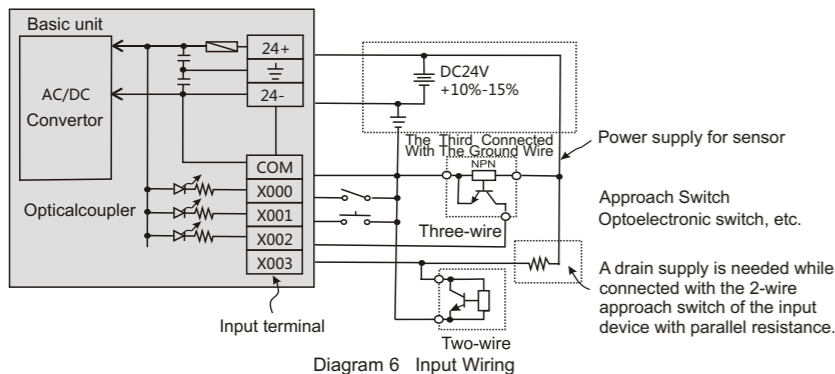 Basic unit
24+
24-
AC/DC
Convertor
DC24V
+10%-15%
The Third Connected
With The Ground Wire
Power supply for sensor
COM
NPN
X000
X001
X002
X003
Opticalcoupler
Three-wire
Approach Switch
Optoelectronic switch, etc.
A drain supply is needed while
connected with the 2-wire
approach switch of the input
device with parallel resistance.
Input terminal
Two-wire
Diagram 6 Input Wiring